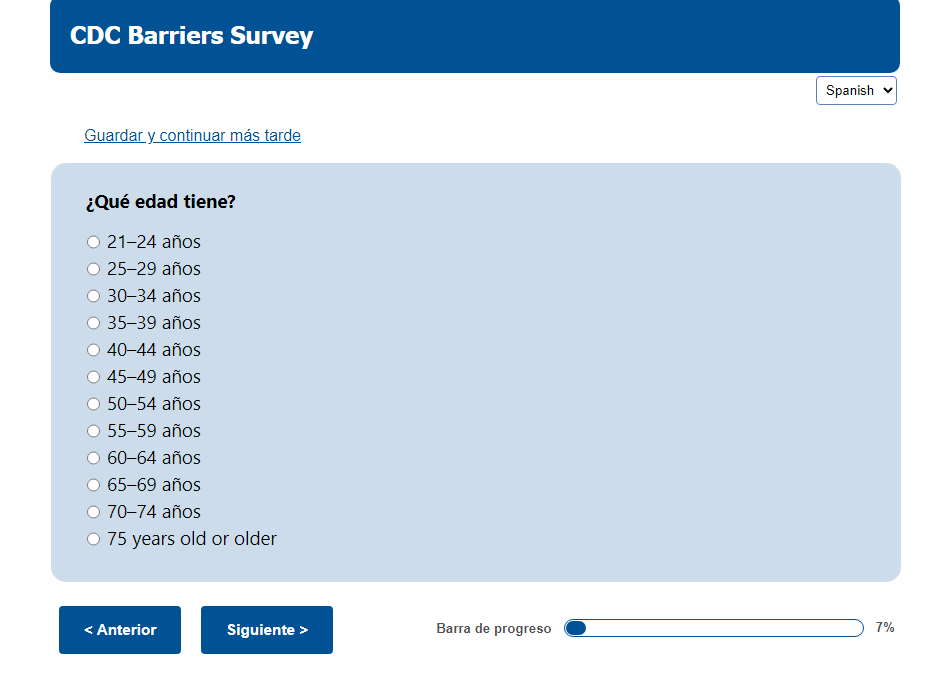 CDC Barriers Survey
Spanish
Guardar y continuar más tarde
¿Qué edad tiene?
21–24 años
25–29 años
30–34 años
35–39 años
40–44 años
45–49 años
50–54 años
55–59 años
60–64 años
65–69 años
70–74 años
75 years old or older
< Anterior
Siguiente >
Barra de progreso
7%